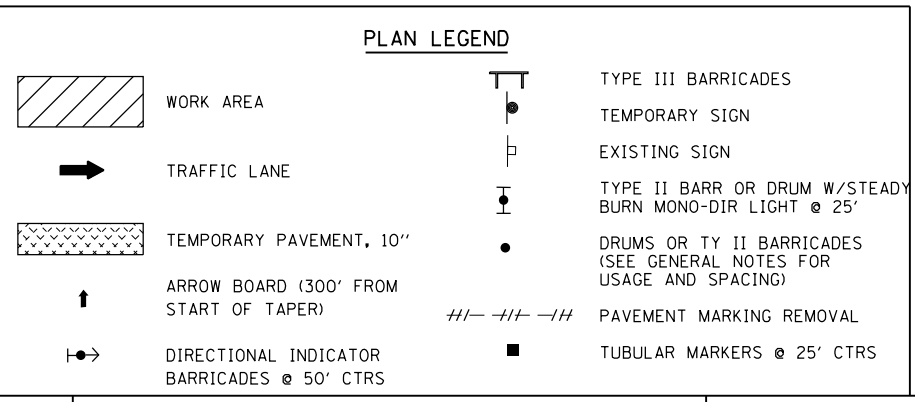 PLAN LEGEND
WORK AREA
TRAFFIC LANE
TEMPORARY PAVEMENT, 10''
ARROW BOARD (300' FROM
START OF TAPER)
DIRECTIONAL INDICATOR
BARRICADES @ 50' CTRS
TYPE III BARRICADES
TEMPORARY SIGN
EXISTING SIGN
TYPE II BARR OR DRUM W/STEADY
BURN MONO-DIR LIGHT @ 25'
DRUMS OR TY II BARRICADES
(SEE GENERAL NOTES FOR
USAGE AND SPACING)
PAVEMENT MARKING REMOVAL
TUBULAR MARKERS @ 25' CTRS